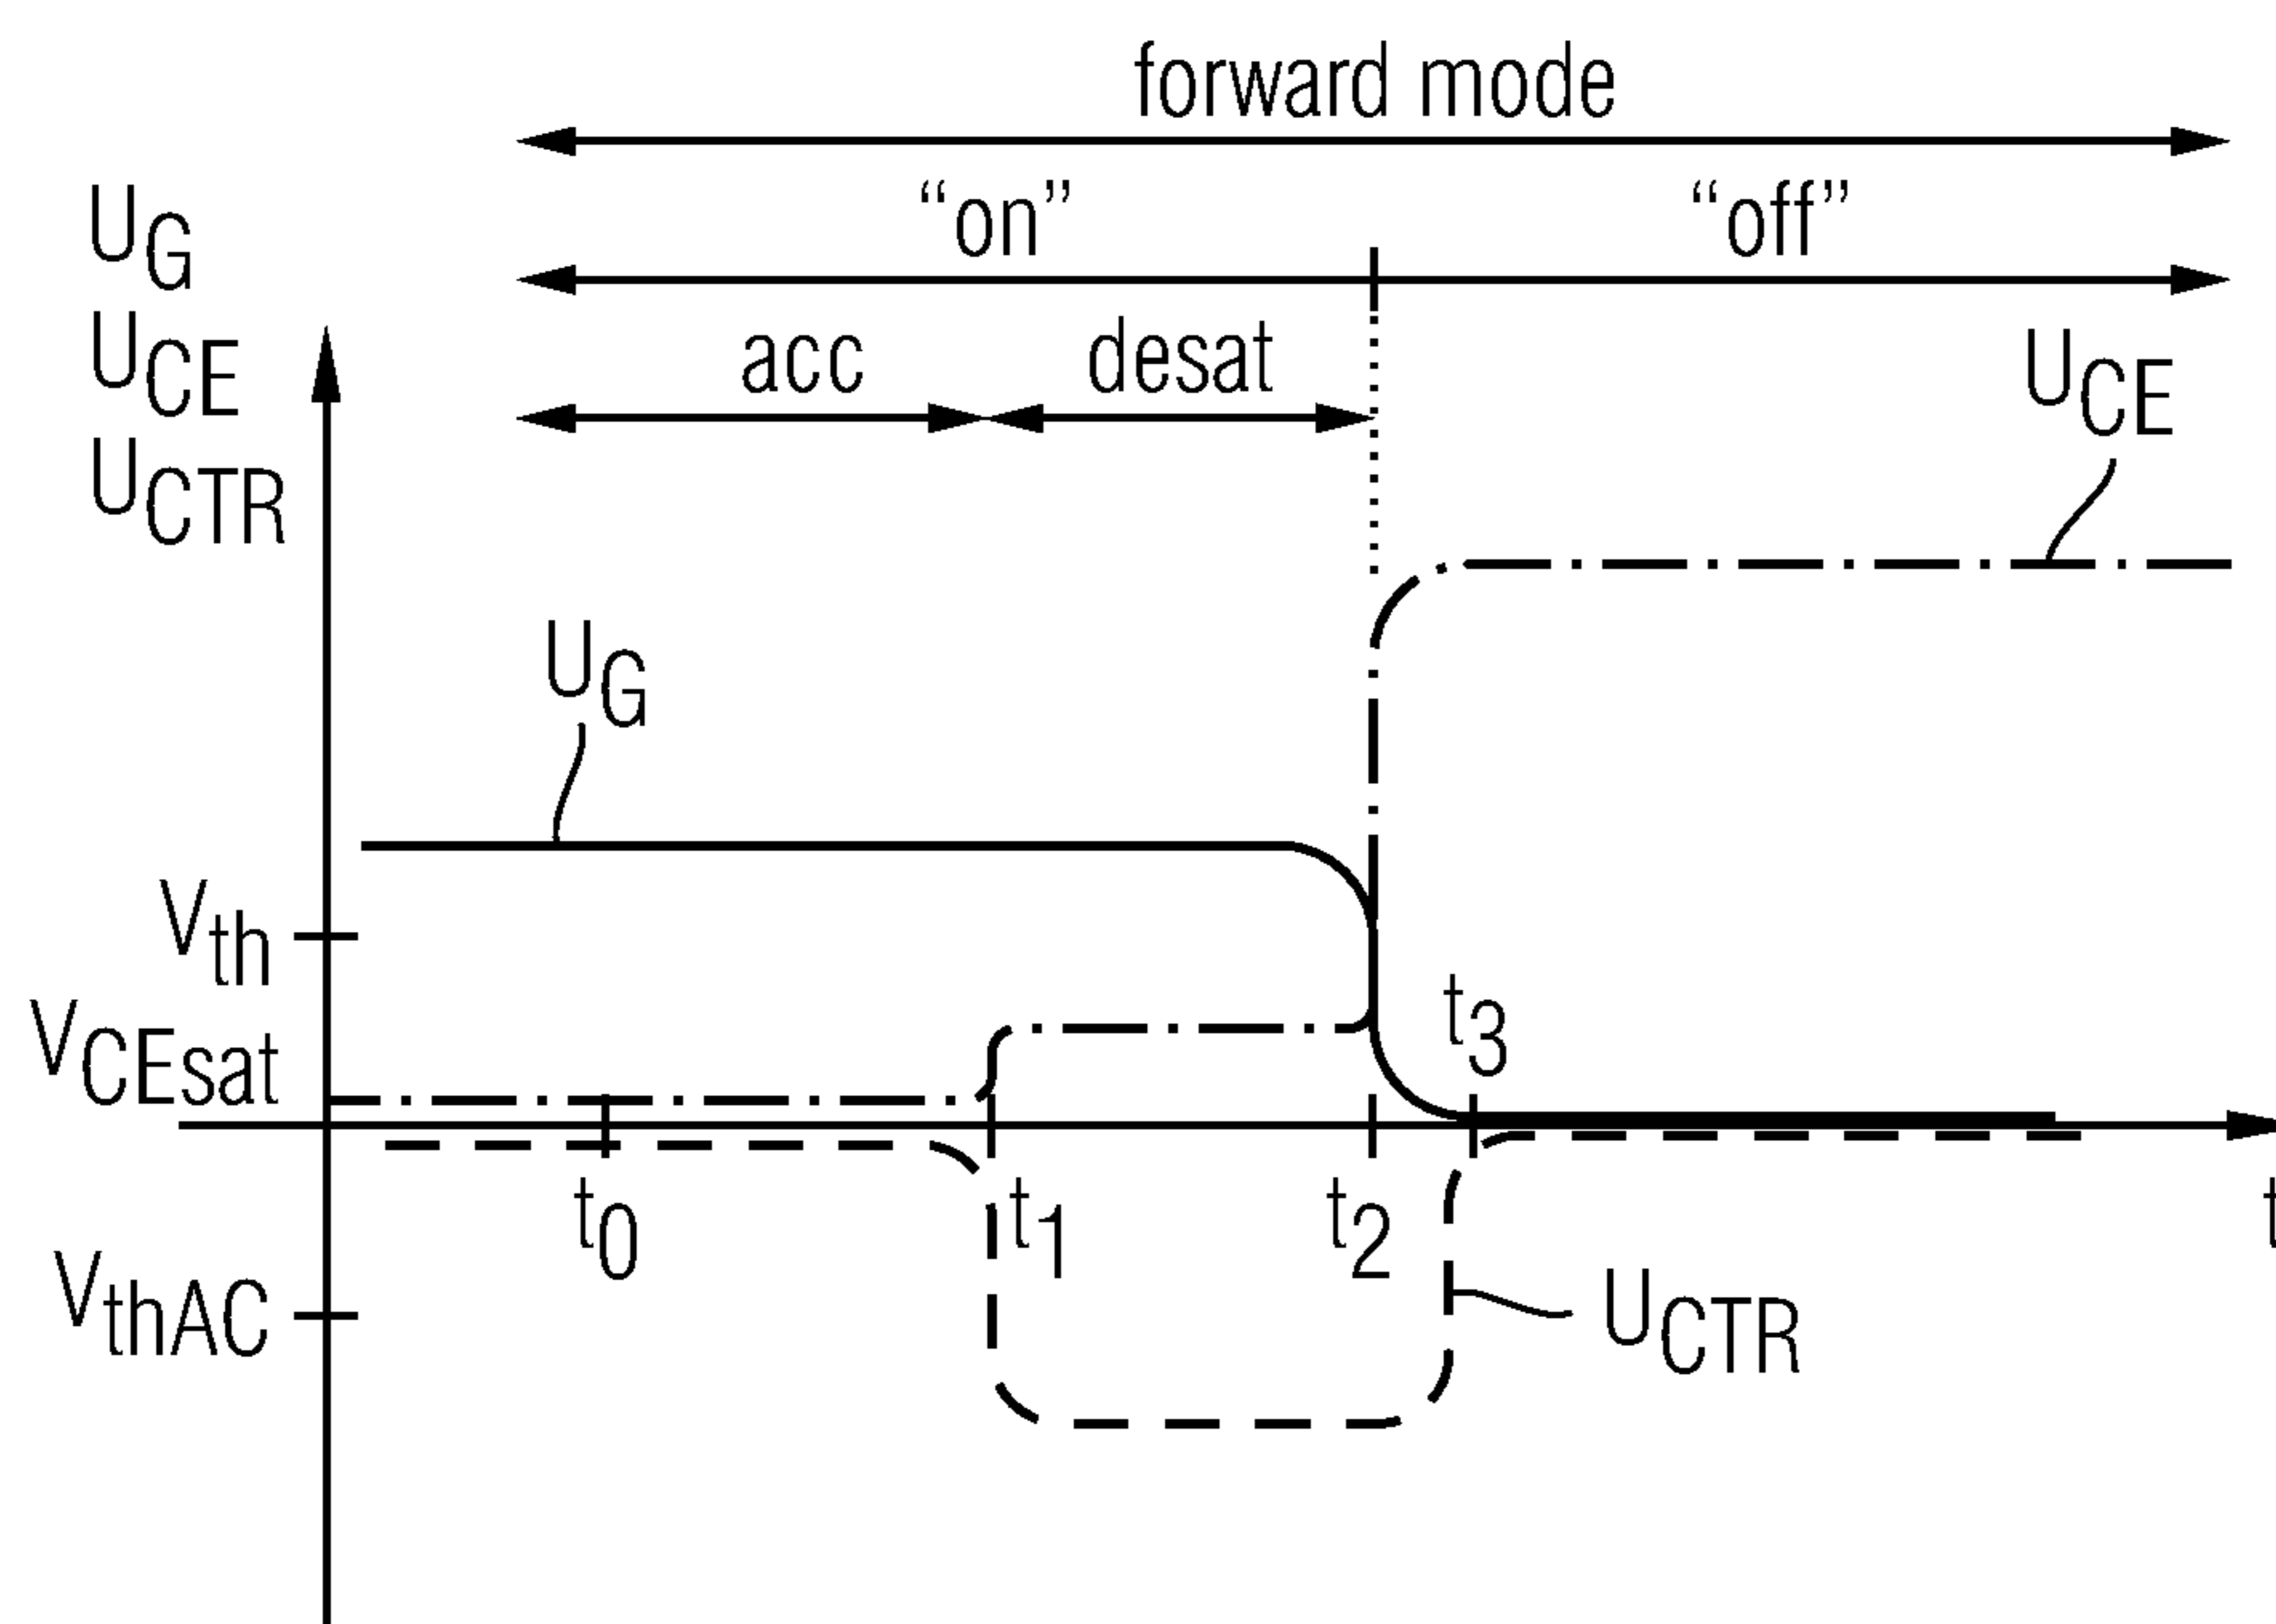 forward mode
“on” “off”
UG
UCE
UCTR
acc desat
UCE
UG
Vth
VCEsat
t3
t0 t1 t2 t
VthAC
UCTR